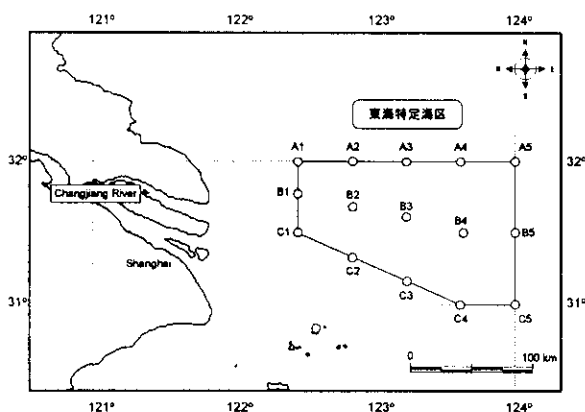 121° 122° 123° 124°
N
W E
S
東海特定海区
A1 A2 A3 A4 A5
32° 32°
Changjiang River
B1 B2 B3 B4 B5
C1 C2 C3 C4 C5
Shanghai
31° 31°
0 100 km
121° 122° 123° 124°